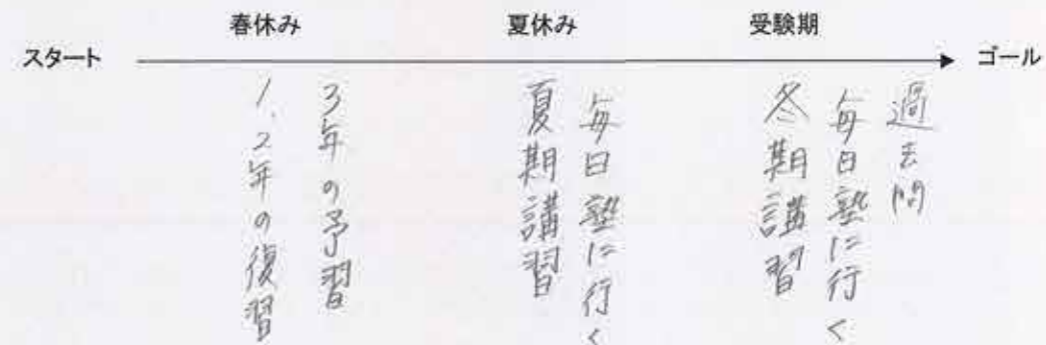 春休み
夏休み
受験期
スタート
ゴール
3年の予習
1、2年の復習
毎日塾に行く
夏期講習
過去問
毎日塾に行く
冬期講習